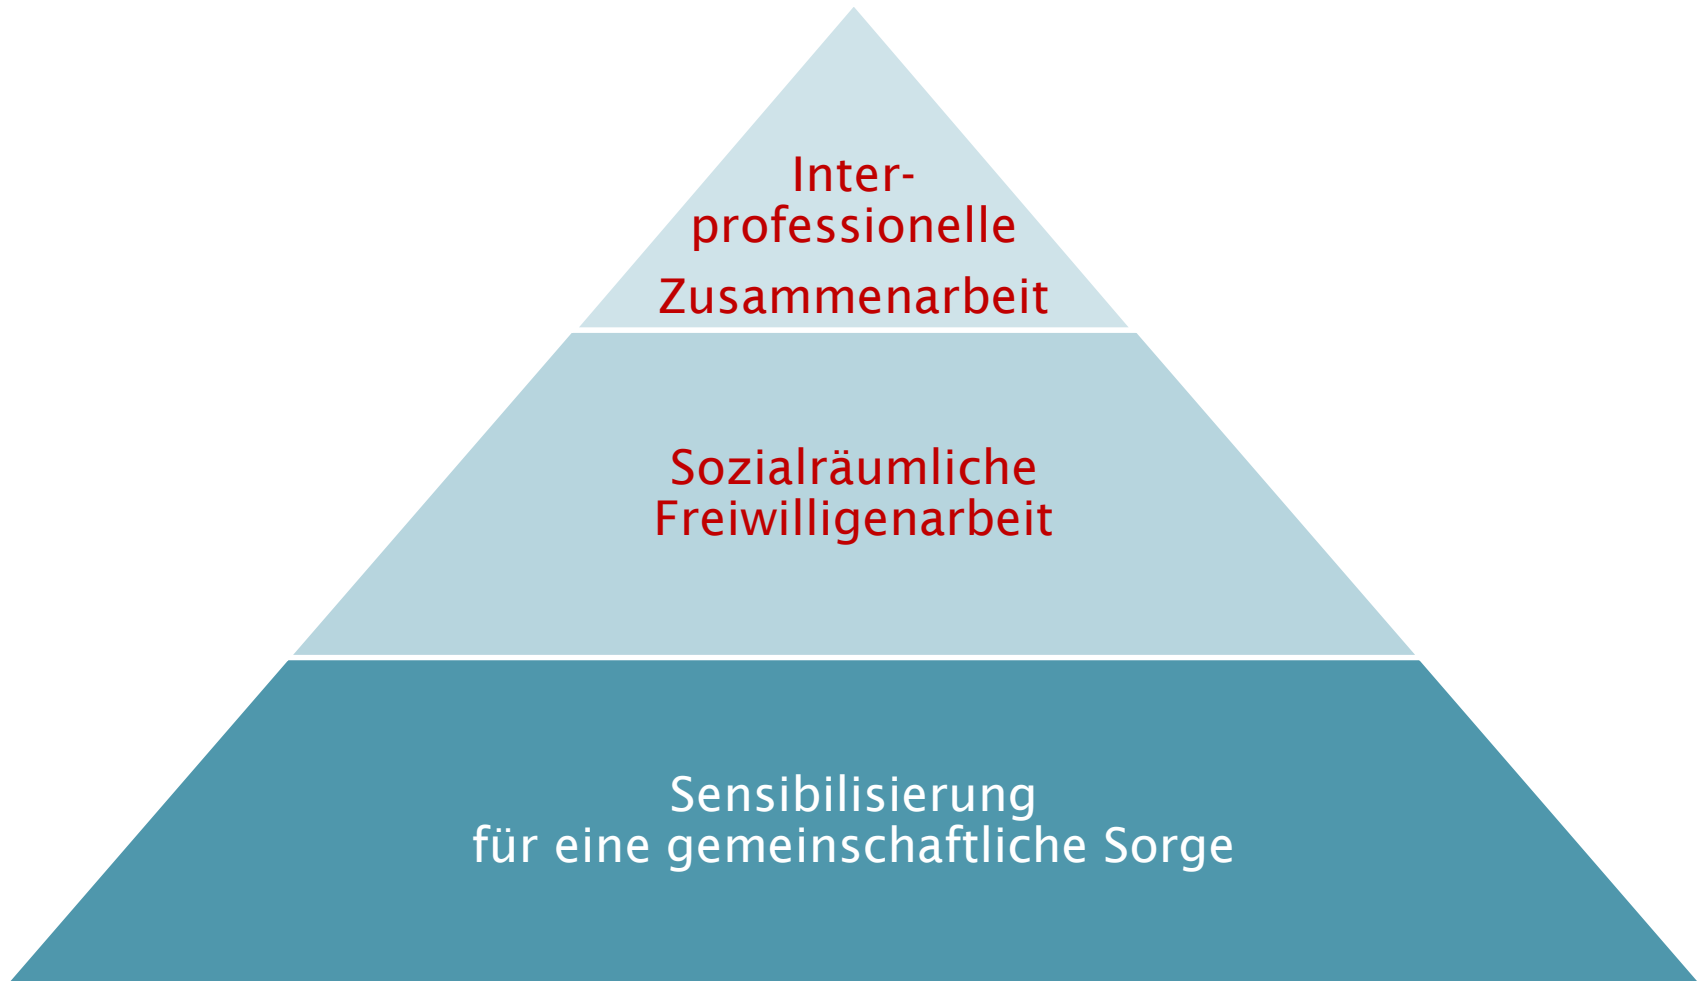 Inter-
professionelle
Zusammenarbeit
Sozialräumliche
Freiwilligenarbeit
Sensibilisierung
für eine gemeinschaftliche Sorge